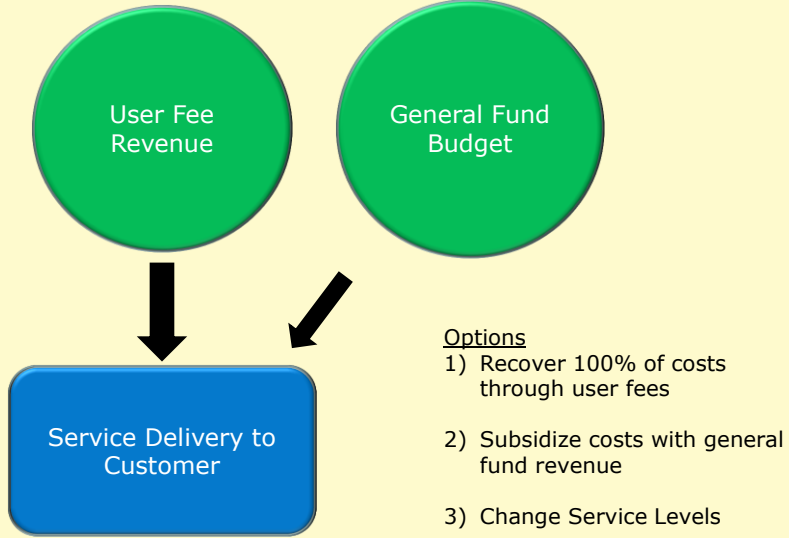 User Fee
Revenue
General Fund
Budget
Service Delivery to
Customer
Options
1) Recover 100% of costs
through user fees
2) Subsidize costs with general
fund revenue
3) Change Service Levels